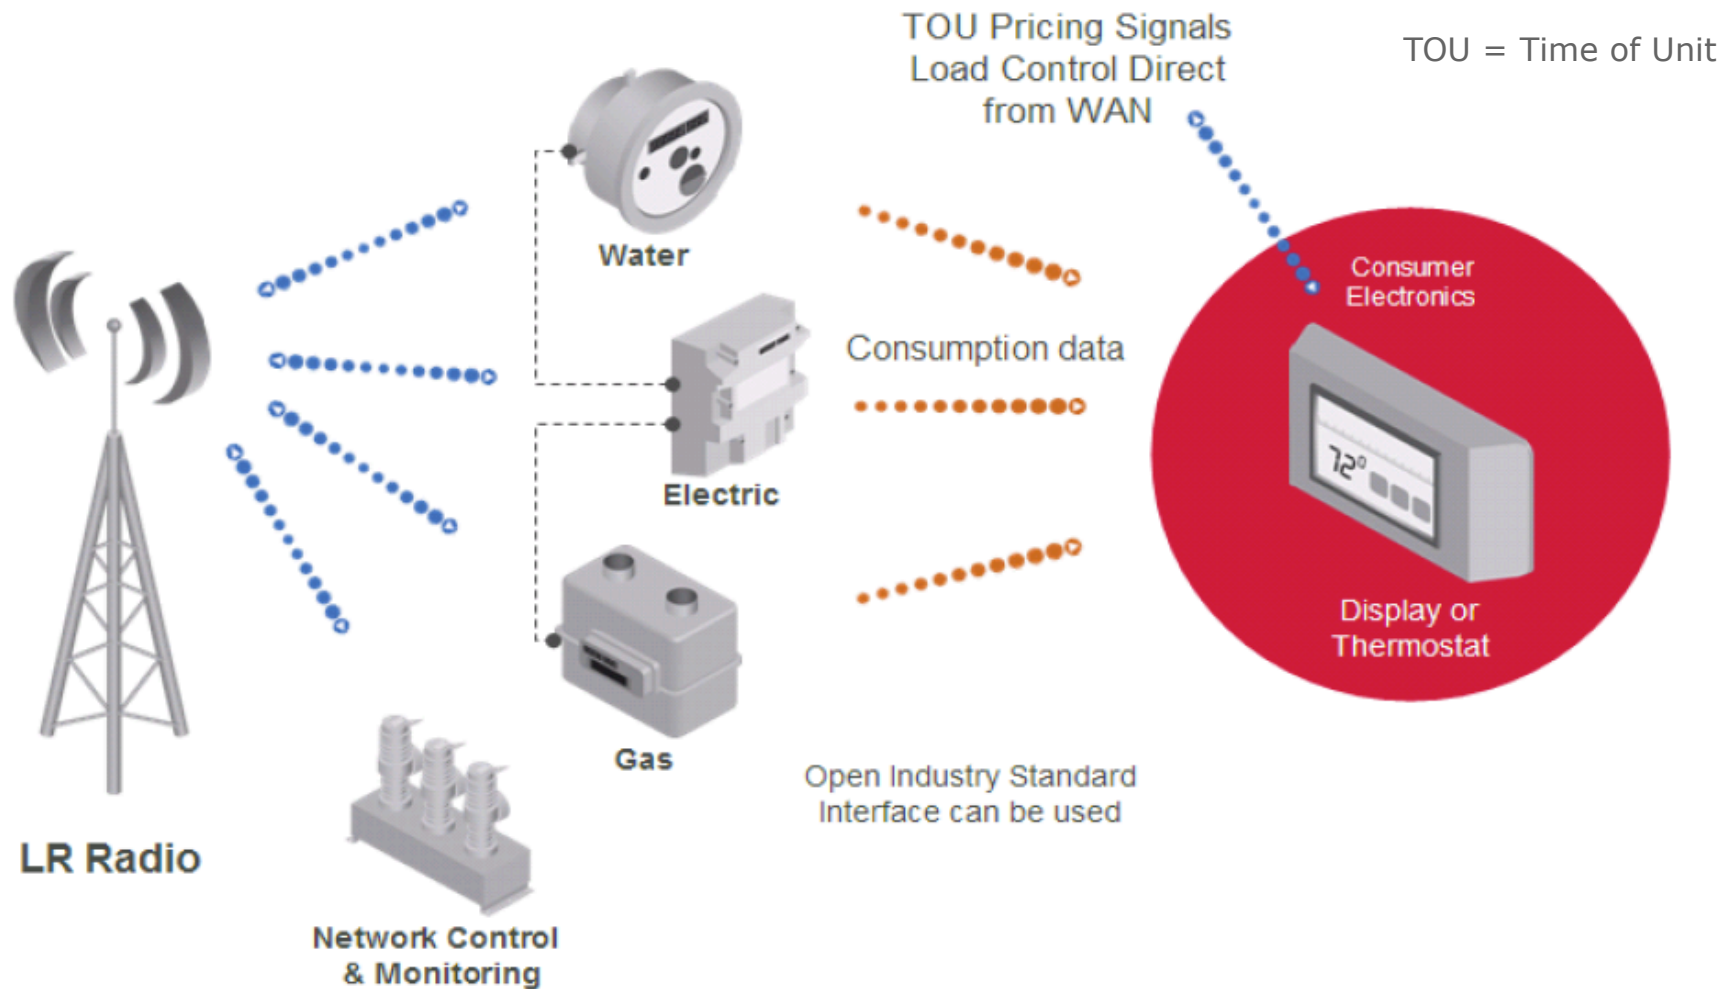 TOU Pricing Signals
Load Control Direct
from WAN
TOU = Time of Unit
Water
Consumer
Electronics
Consumption data
72°
Electric
Display or
Thermostat
Gas
Open Industry Standard
Interface can be used
LR Radio
Network Control
& Monitoring